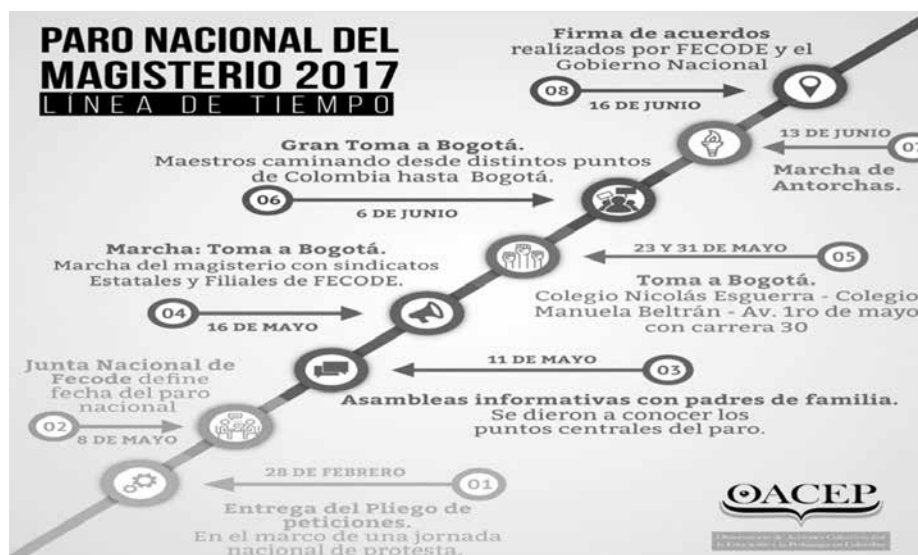 PARO NACIONAL DEL
MAGISTERIO 2017
LÍNEA DE TIEMPO
Firma de acuerdos
realizados por FECODE y el
Gobierno Nacional
08
16 DE JUNIO
13 DE JUNIO
07
Marcha de
Antorchas.
Gran Toma a Bogotá.
Maestros caminando desde distintos puntos
de Colombia hasta Bogotá.
06
6 DE JUNIO
23 Y 31 DE MAYO
05
Toma a Bogotá.
Colegio Nicolás Esguerra - Colegio
Manuela Beltrán - Av. 1ro de mayo
con carrera 30
Marcha: Toma a Bogotá.
Marcha del magisterio con sindicatos
Estatales y Filiales de FECODE.
04
16 DE MAYO
11 DE MAYO
03
Asambleas informativas con padres de familia.
Se dieron a conocer los
puntos centrales del paro.
Junta Nacional de
Fecode define
fecha del paro
nacional
02
8 DE MAYO
28 DE FEBRERO
01
Entrega del Pliego de
peticiones.
En el marco de una jornada
nacional de protesta.
OACEP